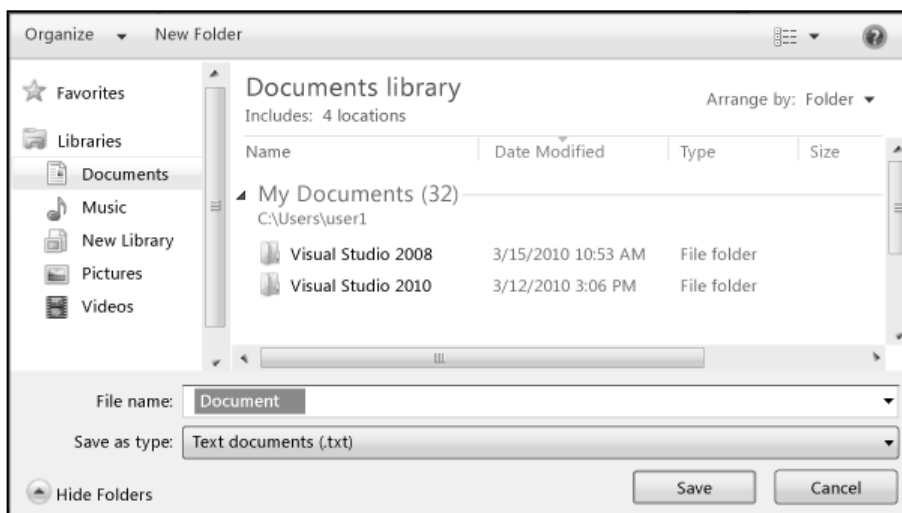 Organize New Folder
Favorites
Libraries
Documents
Music
New Library
Pictures
Videos
Documents library
Includes: 4 locations
Arrange by: Folder
Name Date Modified Type Size
My Documents (32)
C:\Users\user1
Visual Studio 2008 3/15/2010 10:53 AM File folder
Visual Studio 2010 3/12/2010 3:06 PM File folder
File name: Document
Save as type: Text documents (.txt)
Hide Folders
Save Cancel